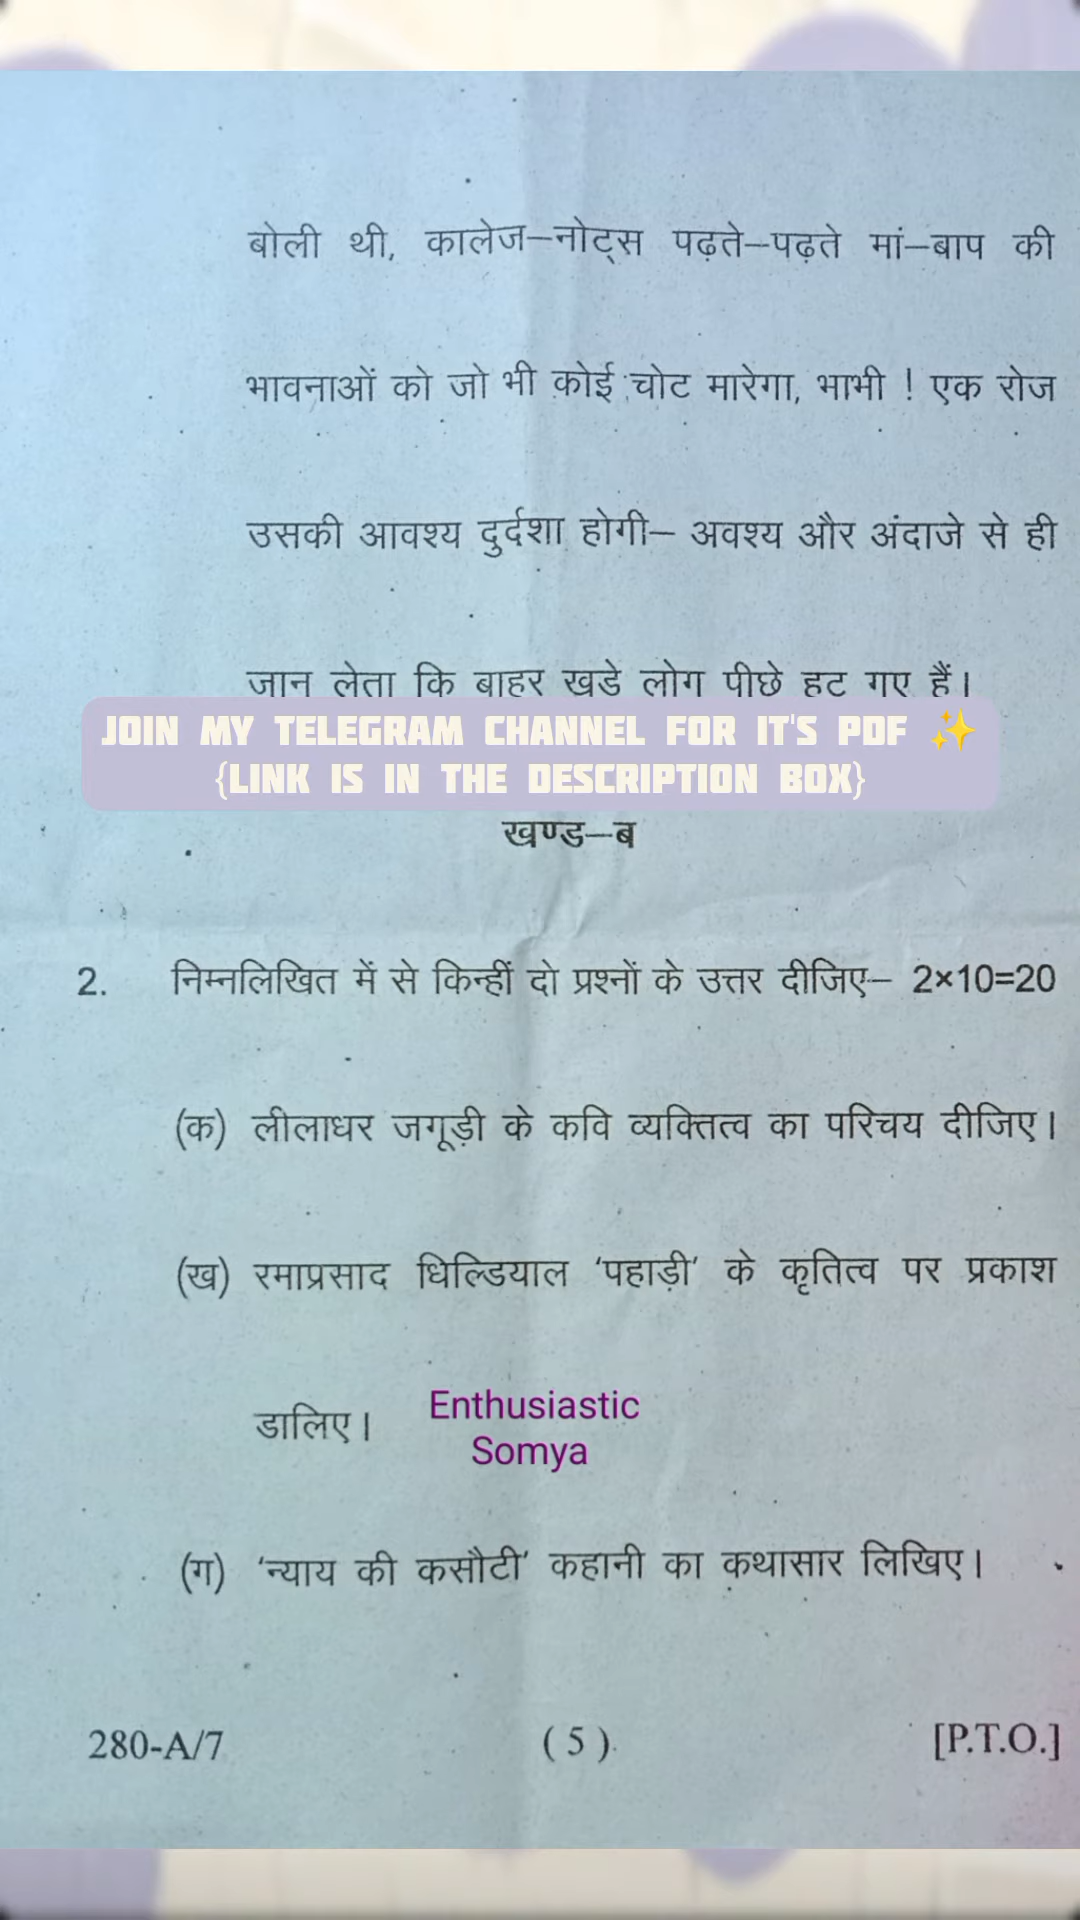 बोली थी, कालेज–नोट्स पढ़ते–पढ़ते मां–बाप की
भावनाओं को जो भी कोई चोट मारेगा, भाभी ! एक रोज
उसकी आवश्य दुर्दशा होगी– अवश्य और अंदाजे से ही
जान लेता कि बाहर खडे लोग पीछे हट गए हैं।
JOIN MY TELEGRAM CHANNEL FOR IT'S PDF ✨
{LINK IS IN THE DESCRIPTION BOX}
खण्ड–ब
2. निम्नलिखित में से किन्हीं दो प्रश्नों के उत्तर दीजिए– 2×10=20
(क) लीलाधर जगूड़ी के कवि व्यक्तित्व का परिचय दीजिए।
(ख) रमाप्रसाद घिल्डियाल ‘पहाड़ी’ के कृतित्व पर प्रकाश
डालिए।
Enthusiastic
Somya
(ग) ‘न्याय की कसौटी’ कहानी का कथासार लिखिए।
280-A/7 ( 5 ) [P.T.O.]